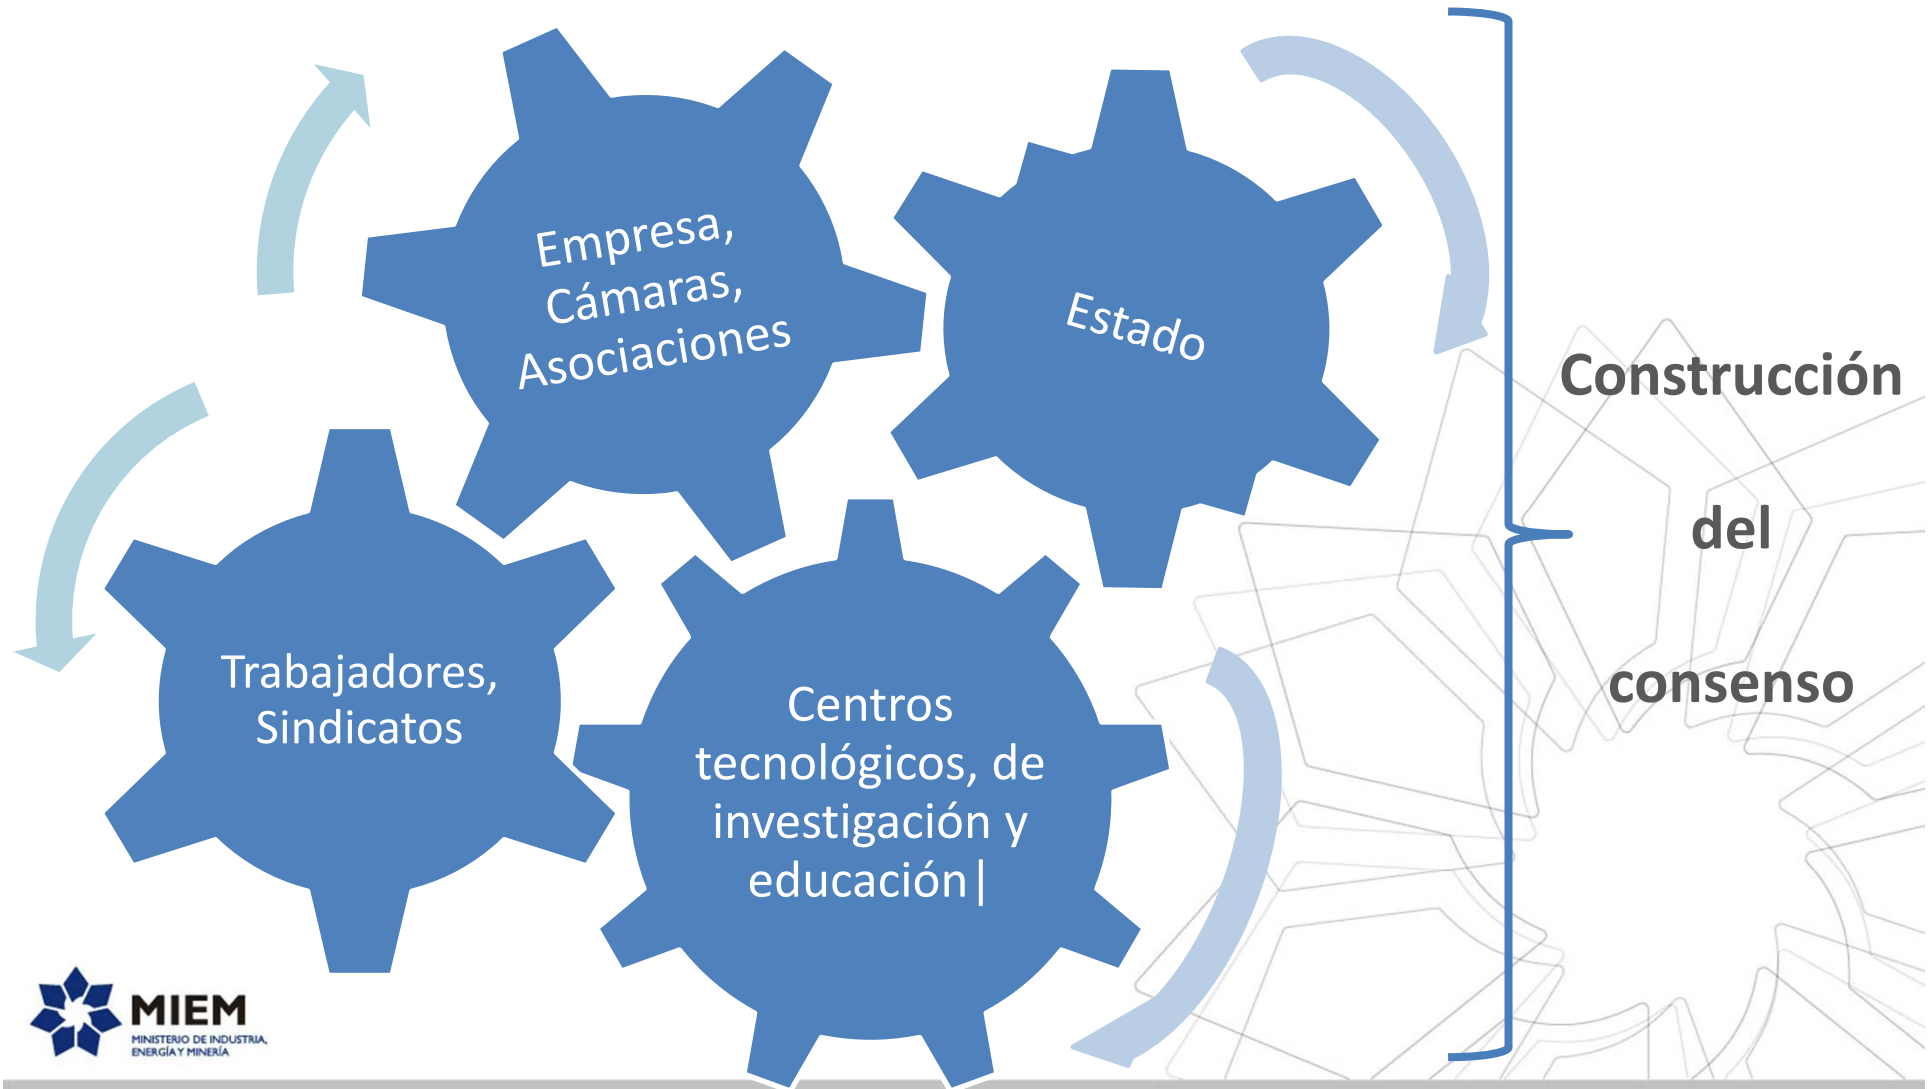 Empresa,
Cámaras,
Asociaciones
Estado
Trabajadores,
Sindicatos
Centros
tecnológicos, de
investigación y
educación|
Construcción
del
consenso
MIEM
MINISTERIO DE INDUSTRIA,
ENERGÍA Y MINERÍA